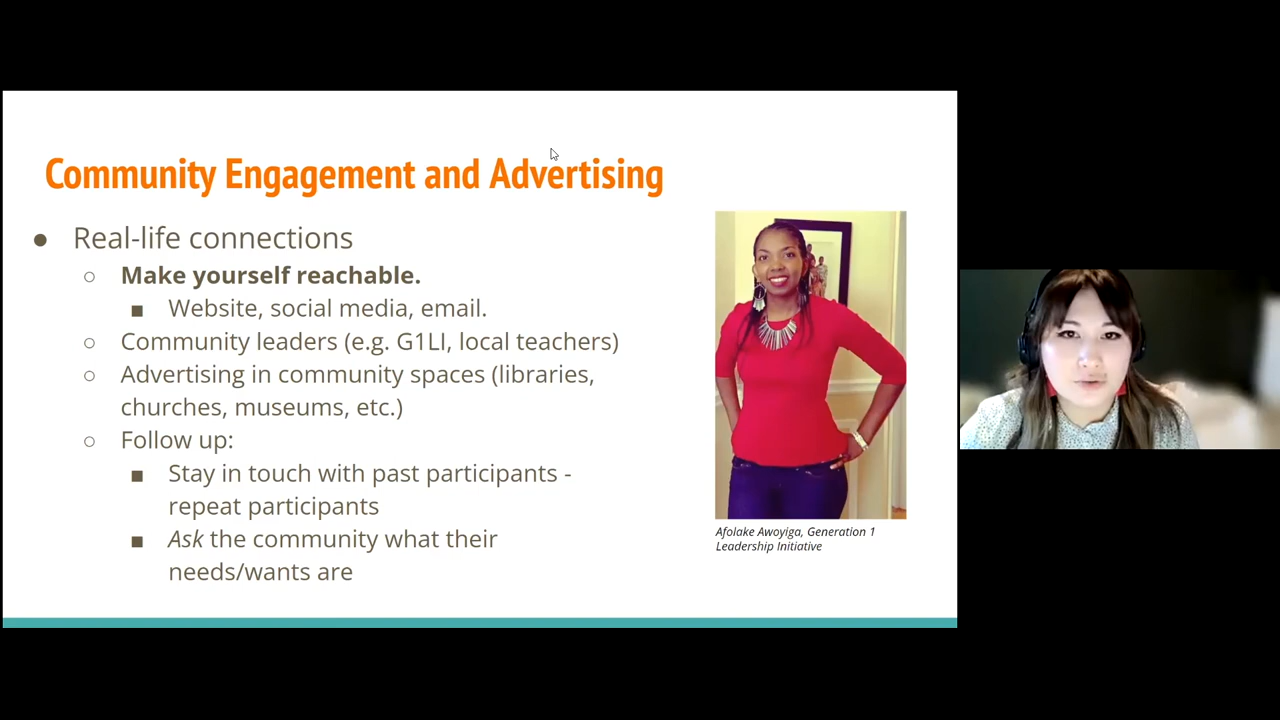 Community Engagement and Advertising
● Real-life connections
○ Make yourself reachable.
■ Website, social media, email.
○ Community leaders (e.g. G1LI, local teachers)
○ Advertising in community spaces (libraries,
churches, museums, etc.)
○ Follow up:
■ Stay in touch with past participants -
repeat participants
■ Ask the community what their
needs/wants are
Afolake Awoyiga, Generation 1
Leadership Initiative